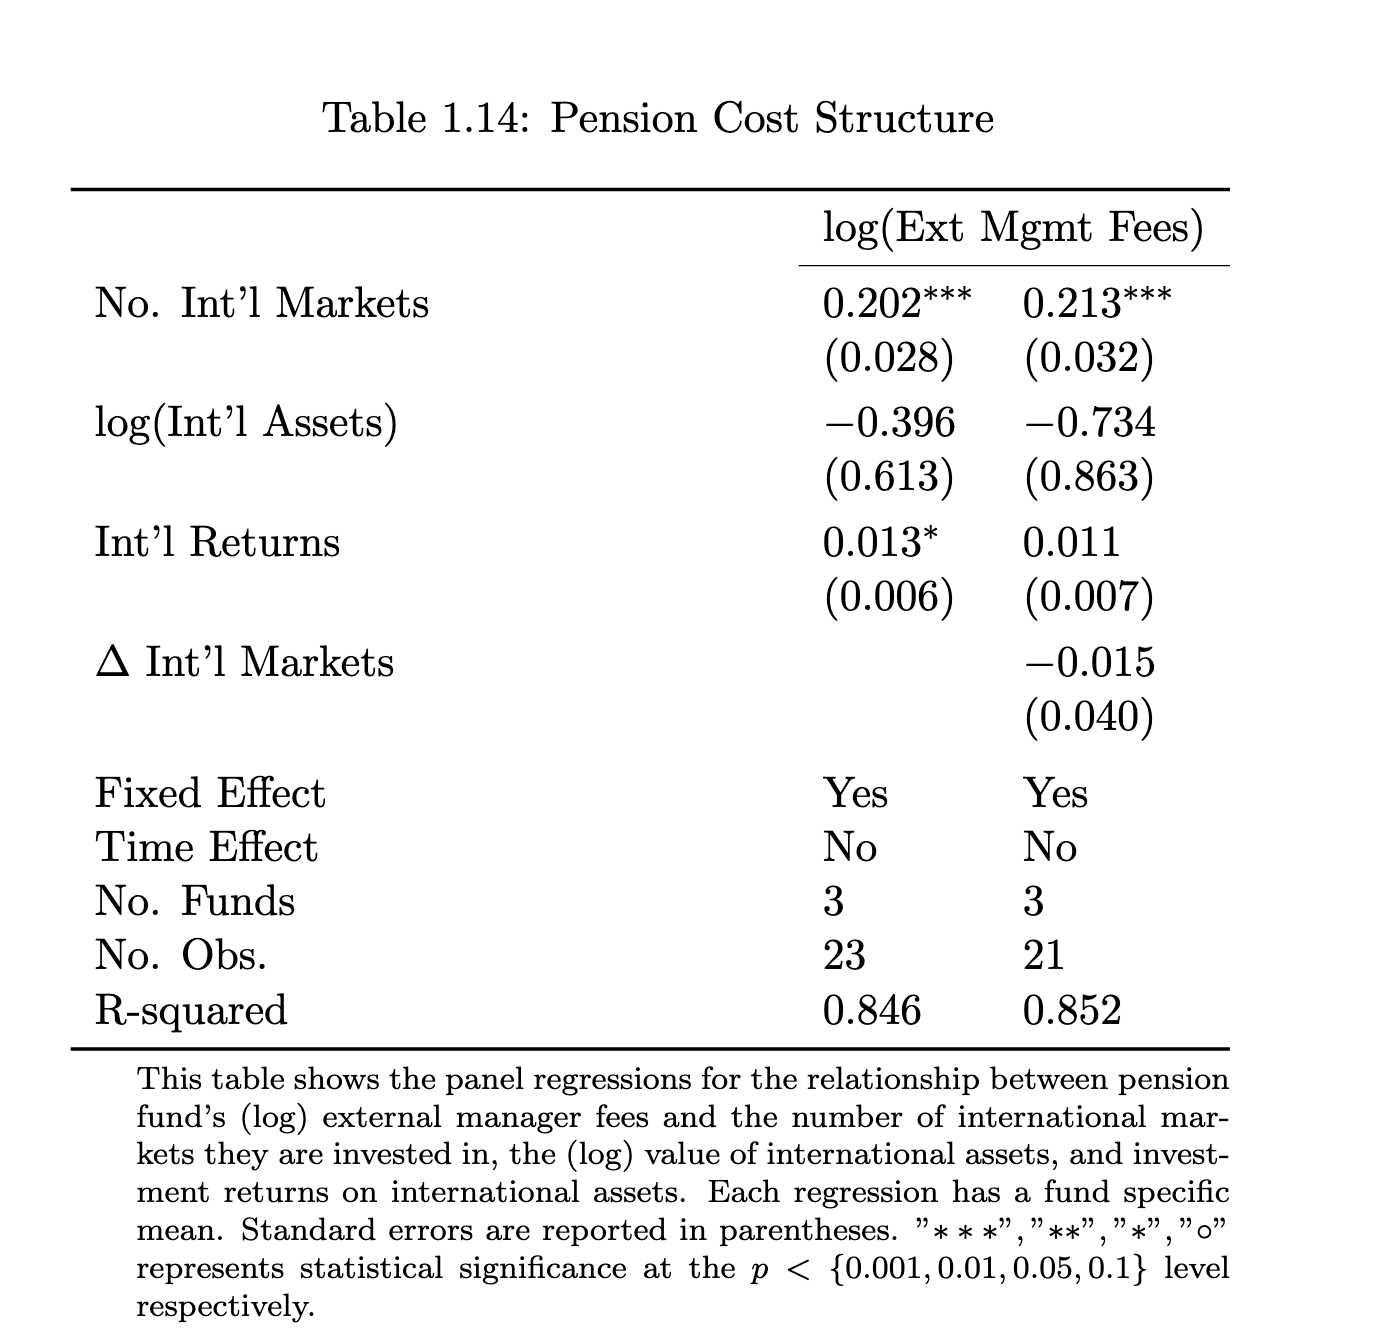 Table 1.14: Pension Cost Structure
log(Ext Mgmt Fees)
No. Int’l Markets 0.202*** 0.213***
(0.028) (0.032)
log(Int’l Assets) −0.396 −0.734
(0.613) (0.863)
Int’l Returns 0.013* 0.011
(0.006) (0.007)
Δ Int’l Markets −0.015
(0.040)
Fixed Effect Yes Yes
Time Effect No No
No. Funds 3 3
No. Obs. 23 21
R-squared 0.846 0.852
This table shows the panel regressions for the relationship between pension
fund’s (log) external manager fees and the number of international mar-
kets they are invested in, the (log) value of international assets, and invest-
ment returns on international assets. Each regression has a fund specific
mean. Standard errors are reported in parentheses. ”∗ ∗ ∗”,”∗∗”,”∗”,”∘”
represents statistical significance at the p < {0.001, 0.01, 0.05, 0.1} level
respectively.